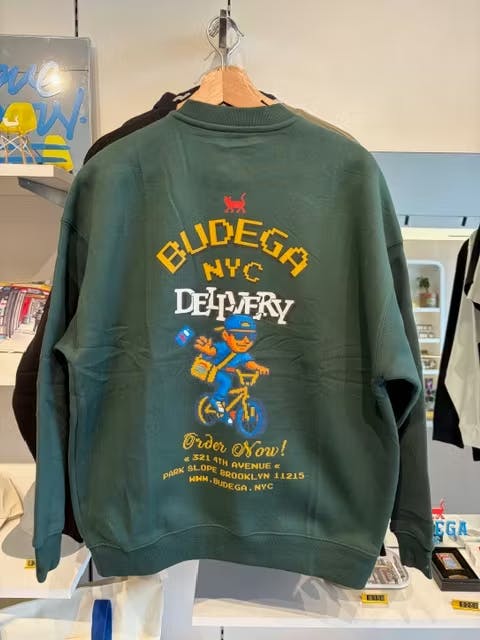 BUDEGA
NYC
DELIVERY
Order Now!
« 321 4TH AVENUE «
PARK SLOPE BROOKLYN 11215
WWW.BUDEGA.NYC